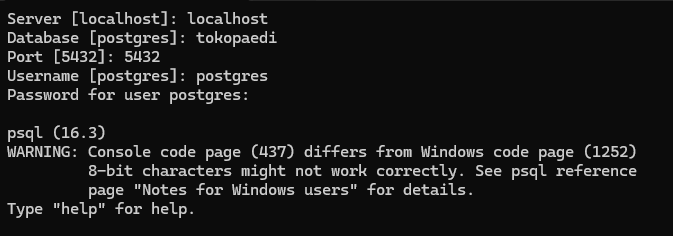 Server [localhost]: localhost
Database [postgres]: tokopaedi
Port [5432]: 5432
Username [postgres]: postgres
Password for user postgres:
psql (16.3)
WARNING: Console code page (437) differs from Windows code page (1252)
8-bit characters might not work correctly. See psql reference
page "Notes for Windows users" for details.
Type "help" for help.